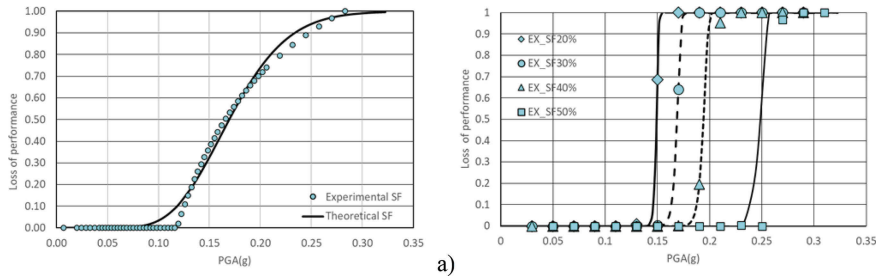 1.00
0.90
0.80
0.70
0.60
0.50
0.40
0.30
0.20
0.10
0.00
Loss of performance
Experimental SF
Theoretical SF
0.00 0.05 0.10 0.15 0.20 0.25 0.30 0.35
PGA(g)
a)
1
0.9
0.8
0.7
0.6
0.5
0.4
0.3
0.2
0.1
0
Loss of performance
EX_SF20%
EX_SF30%
EX_SF40%
EX_SF50%
0 0.05 0.1 0.15 0.2 0.25 0.3 0.35
PGA(g)